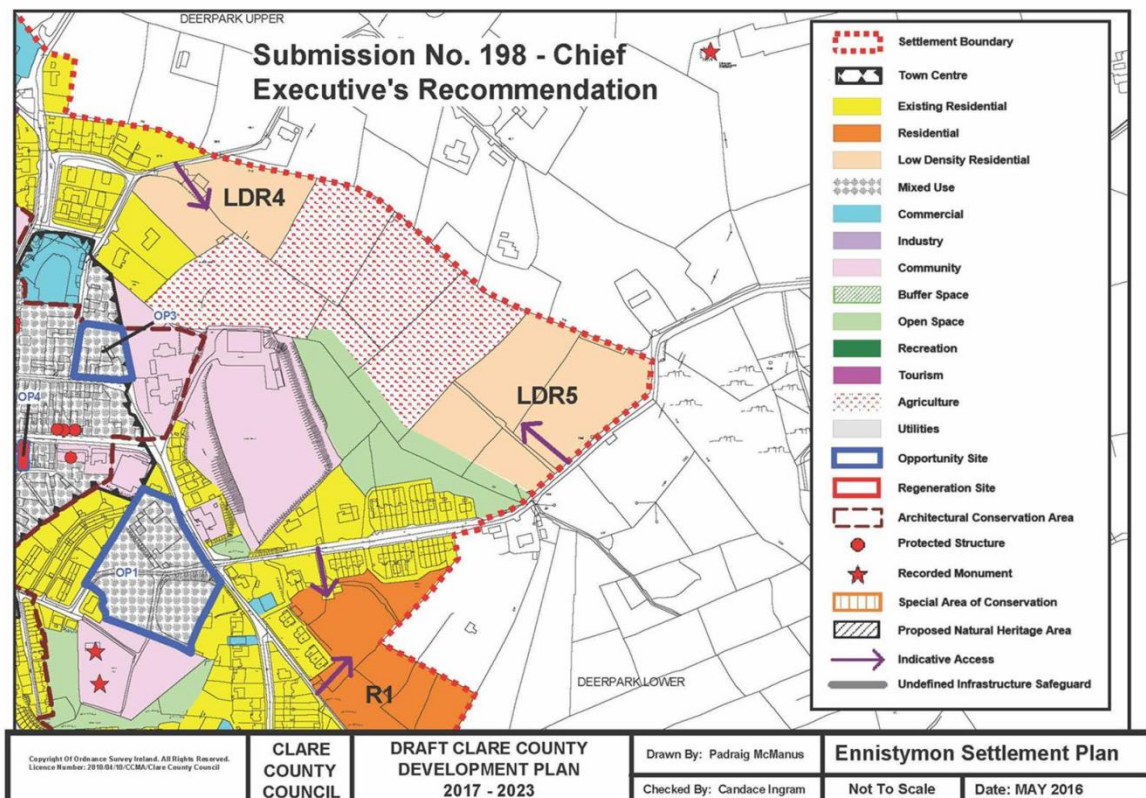 DEERPARK UPPER
Submission No. 198 - Chief
Executive's Recommendation
LDR4
OP3
OP4
LDR5
OP1
R1
DEERPARK LOWER
Settlement Boundary
Town Centre
Existing Residential
Residential
Low Density Residential
Mixed Use
Commercial
Industry
Community
Buffer Space
Open Space
Recreation
Tourism
Agriculture
Utilities
Opportunity Site
Regeneration Site
Architectural Conservation Area
Protected Structure
Recorded Monument
Special Area of Conservation
Proposed Natural Heritage Area
Indicative Access
Undefined Infrastructure Safeguard
Copyright Of Ordnance Survey Ireland. All Rights Reserved.
Licence Number: 2010/04/10/CCMA/Clare County Council
CLARE
COUNTY
COUNCIL
DRAFT CLARE COUNTY
DEVELOPMENT PLAN
2017 - 2023
Drawn By: Padraig McManus
Checked By: Candace Ingram
Ennistymon Settlement Plan
Not To Scale
Date: MAY 2016